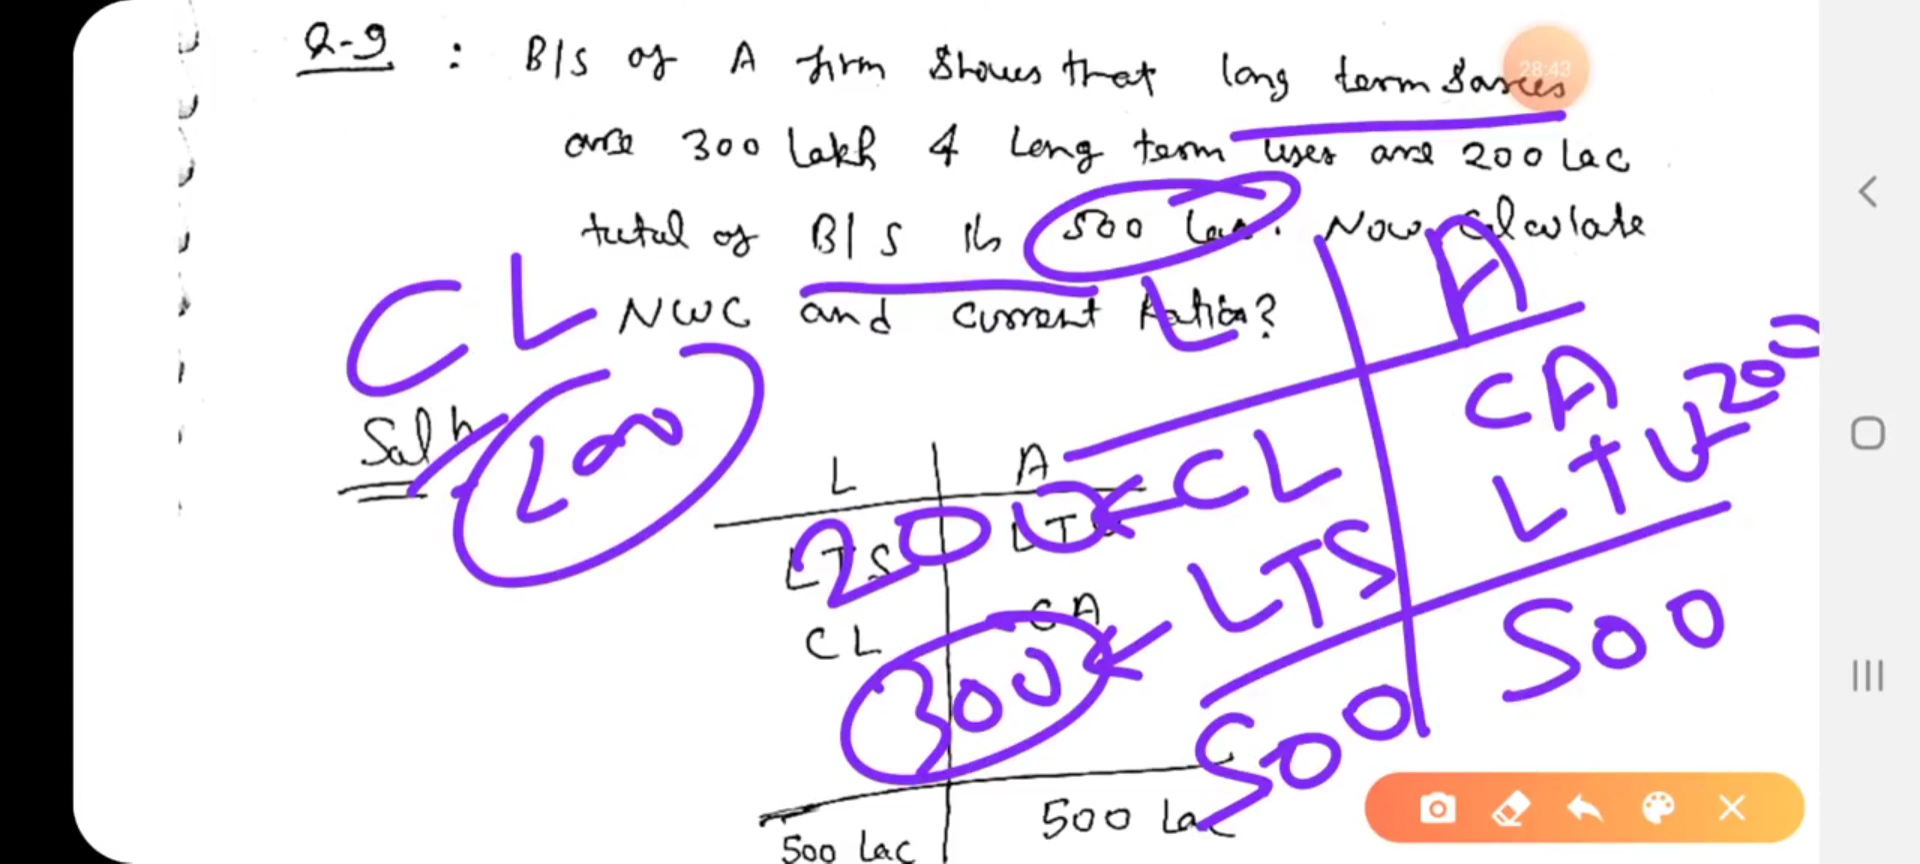 Q-9 : B/S of A firm Shows that long term Sources
28:43
are 300 Lakh & Long term uses are 200 Lac
total of B/S is 500 Lac. Now Calculate
NWC and Current Ratio?
CL
200
Soln
L A
LTS
CL CA
500 Lac 500 Lac
L A
CL CA
LTS LTU 200
500 500
200
300